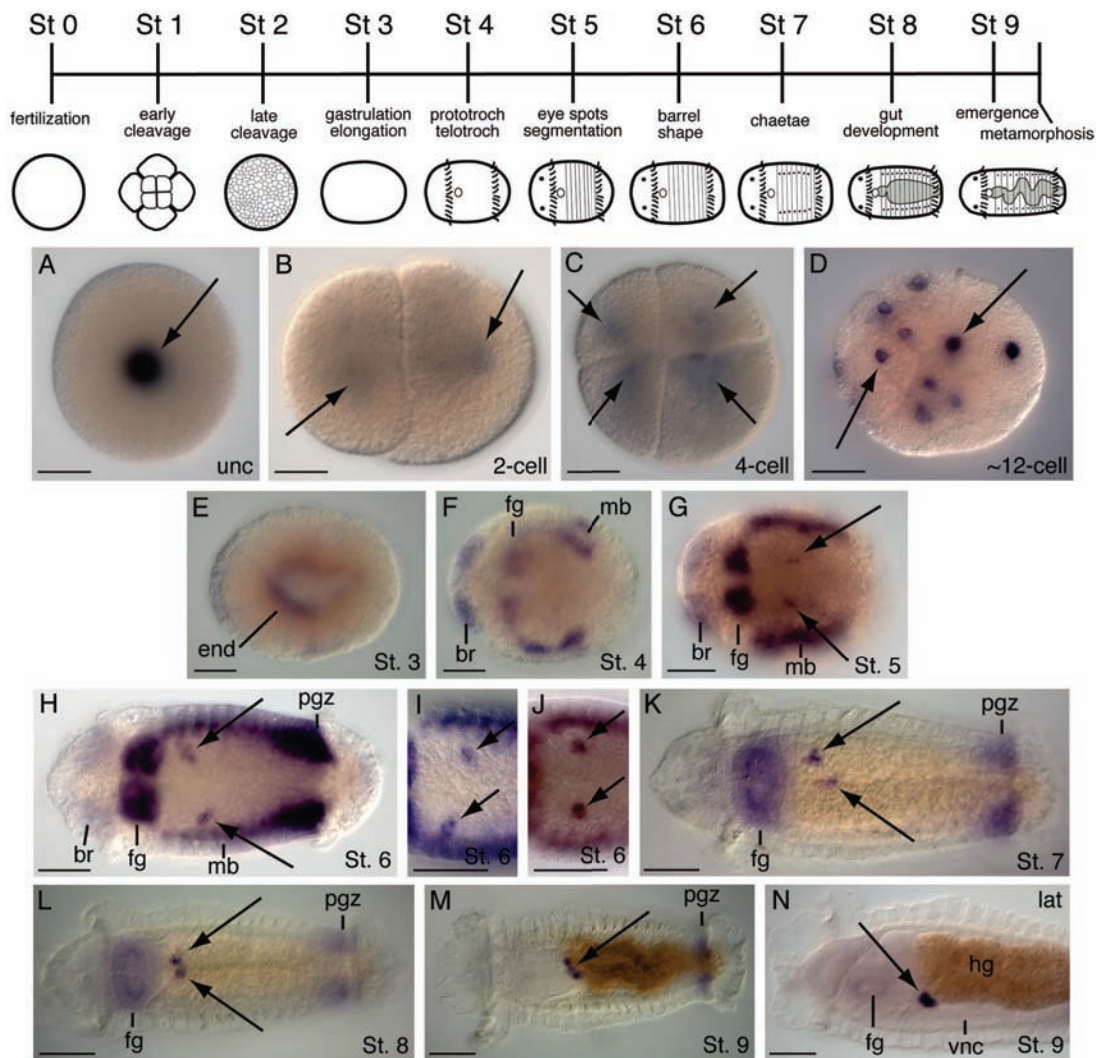 St 0 St 1 St 2 St 3 St 4 St 5 St 6 St 7 St 8 St 9
fertilization early cleavage late cleavage gastrulation elongation prototroch telotroch eye spots segmentation barrel shape chaetae gut development emergence metamorphosis
A
unc
B
2-cell
C
4-cell
D
~12-cell
E
end
St. 3
F
fg
mb
br
St. 4
G
br
fg
mb
St. 5
H
pgz
br
fg
mb
St. 6
I
St. 6
J
St. 6
K
pgz
fg
St. 7
L
pgz
fg
St. 8
M
pgz
St. 9
N
lat
hg
fg
vnc
St. 9